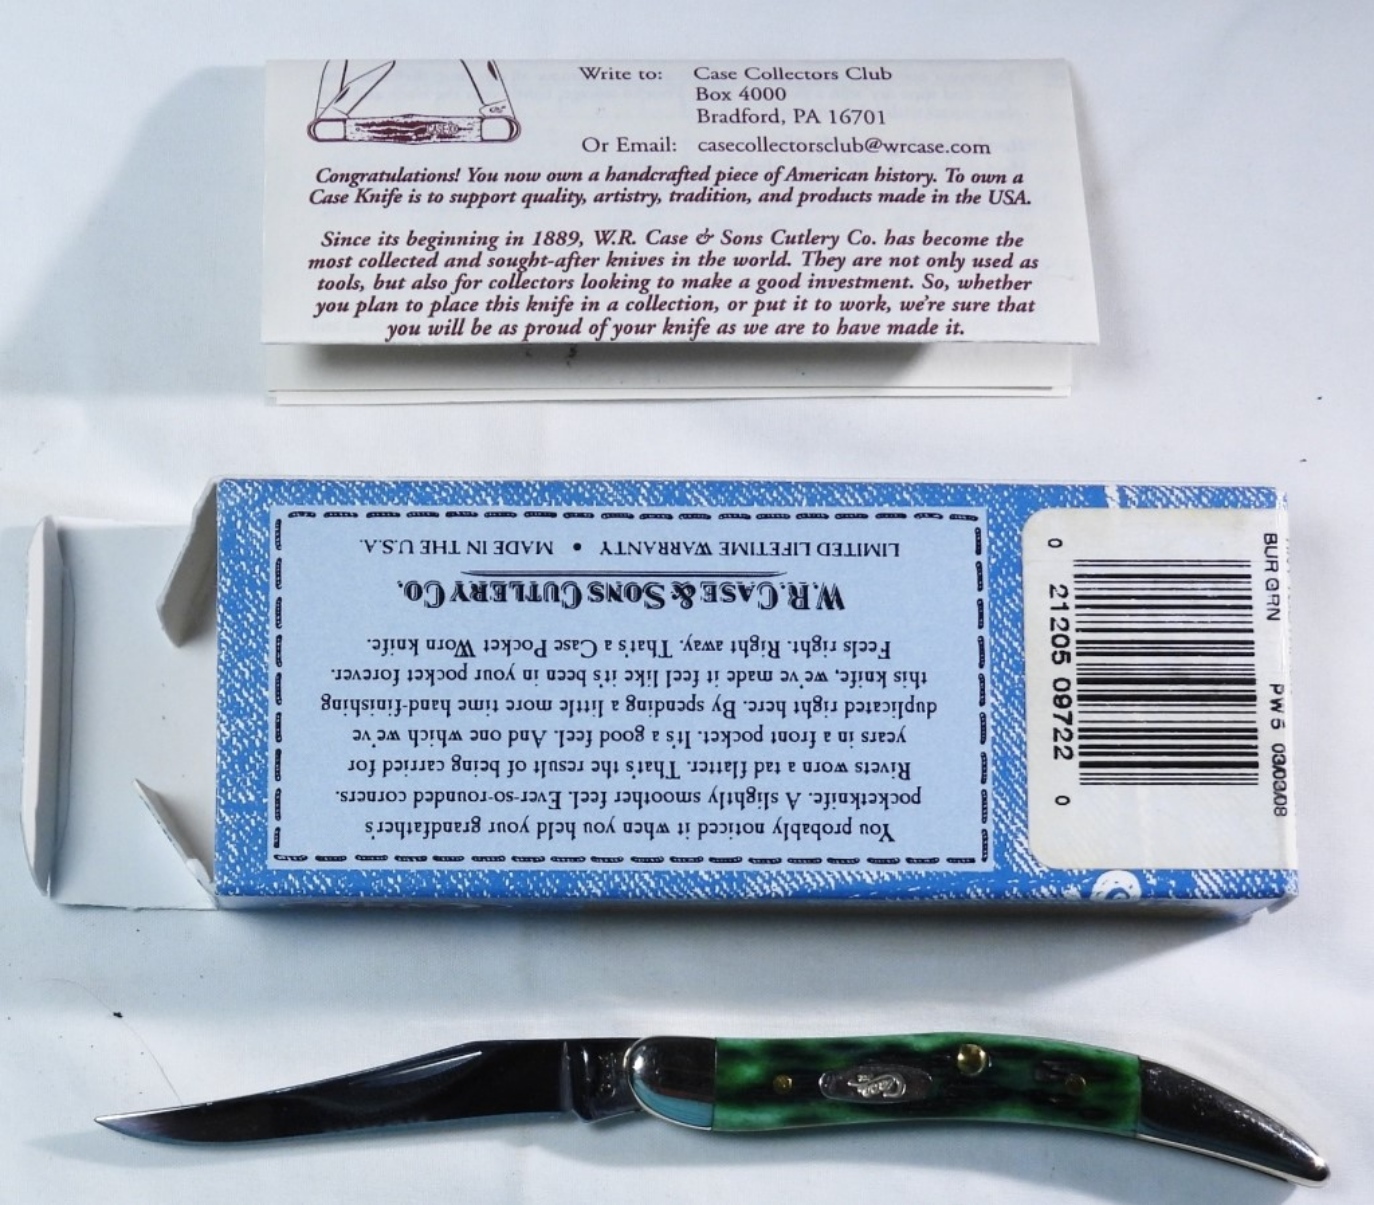 Write to: Case Collectors Club
Box 4000
Bradford, PA 16701
Or Email: casecollectorsclub@wrcase.com
Congratulations! You now own a handcrafted piece of American history. To own a
Case Knife is to support quality, artistry, tradition, and products made in the USA.
Since its beginning in 1889, W.R. Case & Sons Cutlery Co. has become the
most collected and sought-after knives in the world. They are not only used as
tools, but also for collectors looking to make a good investment. So, whether
you plan to place this knife in a collection, or put it to work, we're sure that
you will be as proud of your knife as we are to have made it.
You probably noticed it when you held your grandfather's
pocketknife. A slightly smoother feel. Ever-so-rounded corners.
Rivets worn a tad flatter. That's the result of being carried for
years in a front pocket. It's a good feel. And one which we've
duplicated right here. By spending a little more time hand-finishing
this knife, we've made it feel like it's been in your pocket forever.
Feels right. Right away. That's a Case Pocket Worn knife.
W.R. CASE & SONS CUTLERY CO.
LIMITED LIFETIME WARRANTY • MADE IN THE U.S.A.
BUR GRN PW 5 03/03/08
0 21205 09722 0
Case